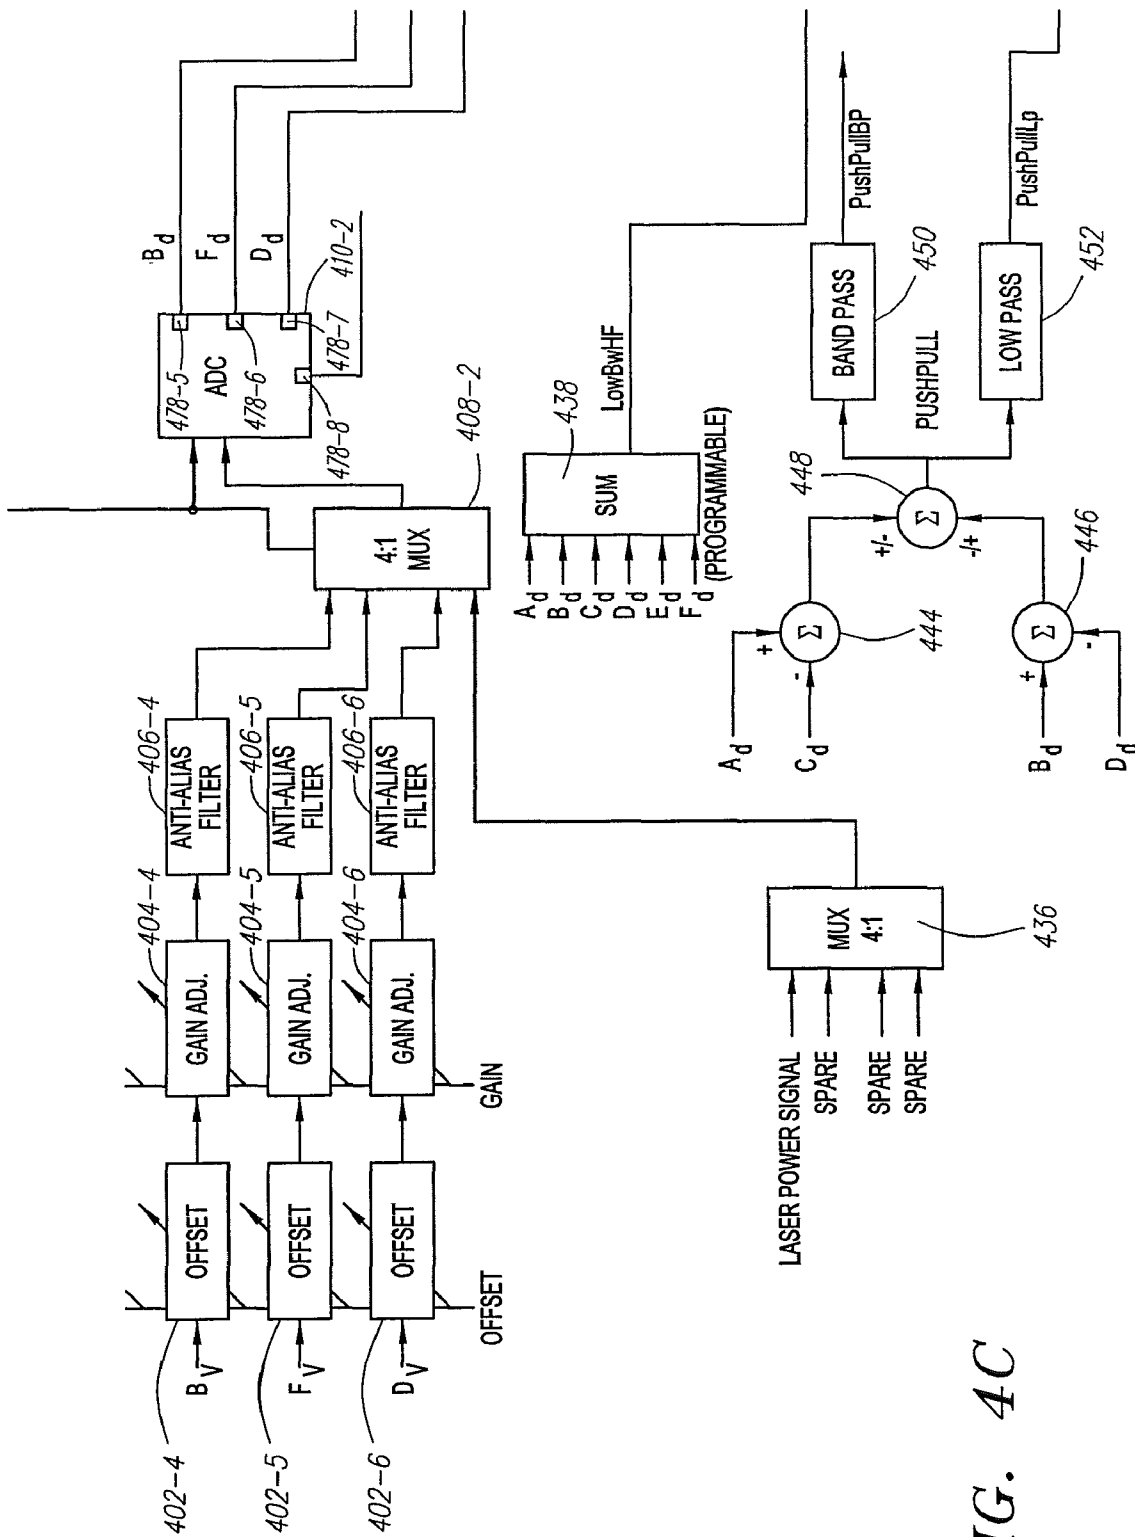 402-4
402-5
402-6
B_V
F_V
D_V
OFFSET
OFFSET
OFFSET
OFFSET
404-4
404-5
404-6
GAIN ADJ.
GAIN ADJ.
GAIN ADJ.
GAIN
406-4
406-5
406-6
ANTI-ALIAS
FILTER
ANTI-ALIAS
FILTER
ANTI-ALIAS
FILTER
4:1
MUX
408-2
478-5
ADC
478-6
478-7
478-8
410-2
B_d
F_d
D_d
LASER POWER SIGNAL
SPARE
SPARE
SPARE
MUX
4:1
436
A_d
B_d
C_d
D_d
E_d
F_d
(PROGRAMMABLE)
SUM
438
LowBwHF
A_d
C_d
B_d
D_d
+
-
Σ
444
+
-
Σ
446
+/-
-/+
Σ
448
PUSHPULL
BAND PASS
450
PushPullBP
LOW PASS
452
PushPullLp
IG. 4C